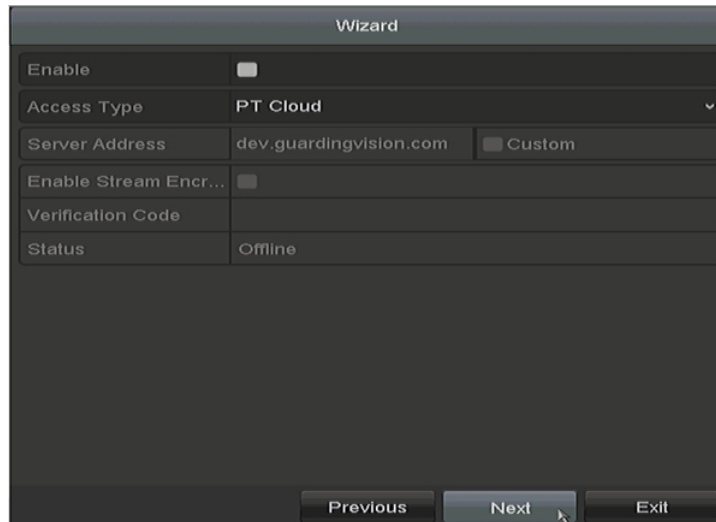 Wizard
Enable
Access Type PT Cloud
Server Address dev.guardingvision.com Custom
Enable Stream Encr...
Verification Code
Status Offline
Previous Next Exit